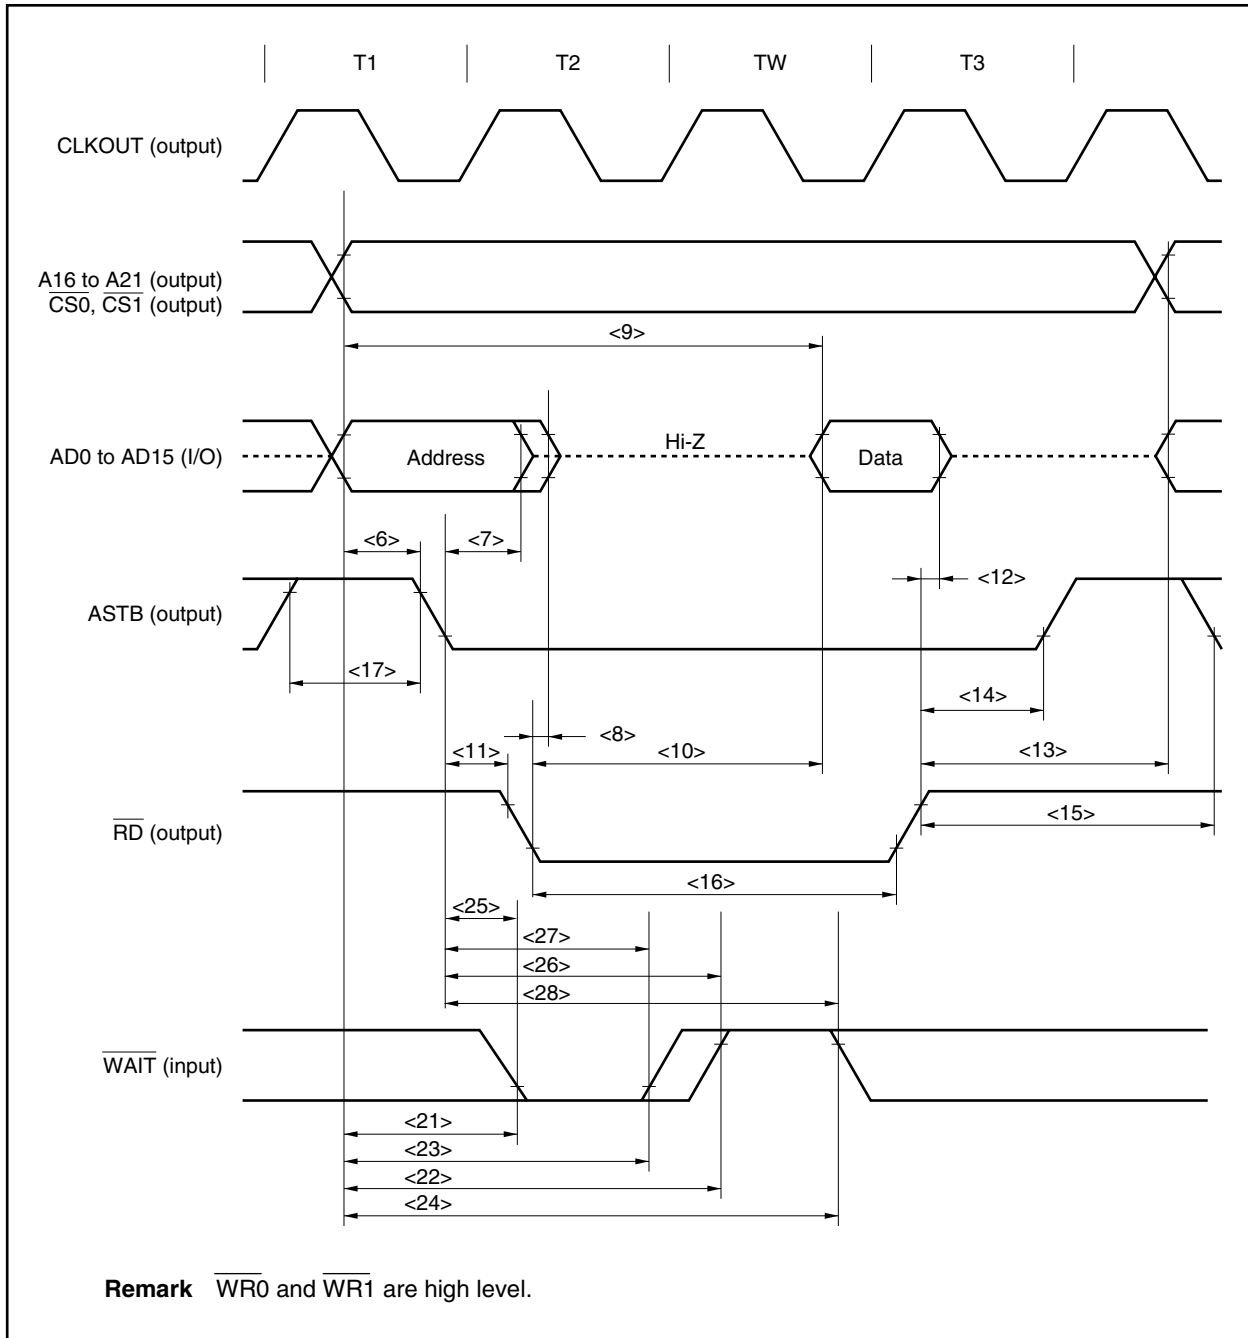 T1 T2 TW T3
CLKOUT (output)
A16 to A21 (output)
CS0, CS1 (output)
<9>
Hi-Z
AD0 to AD15 (I/O)
Address
Data
<6>
<7>
<12>
ASTB (output)
<17>
<14>
<8>
<11>
<10>
<13>
RD (output)
<15>
<16>
<25>
<27>
<26>
<28>
WAIT (input)
<21>
<23>
<22>
<24>
Remark WR0 and WR1 are high level.